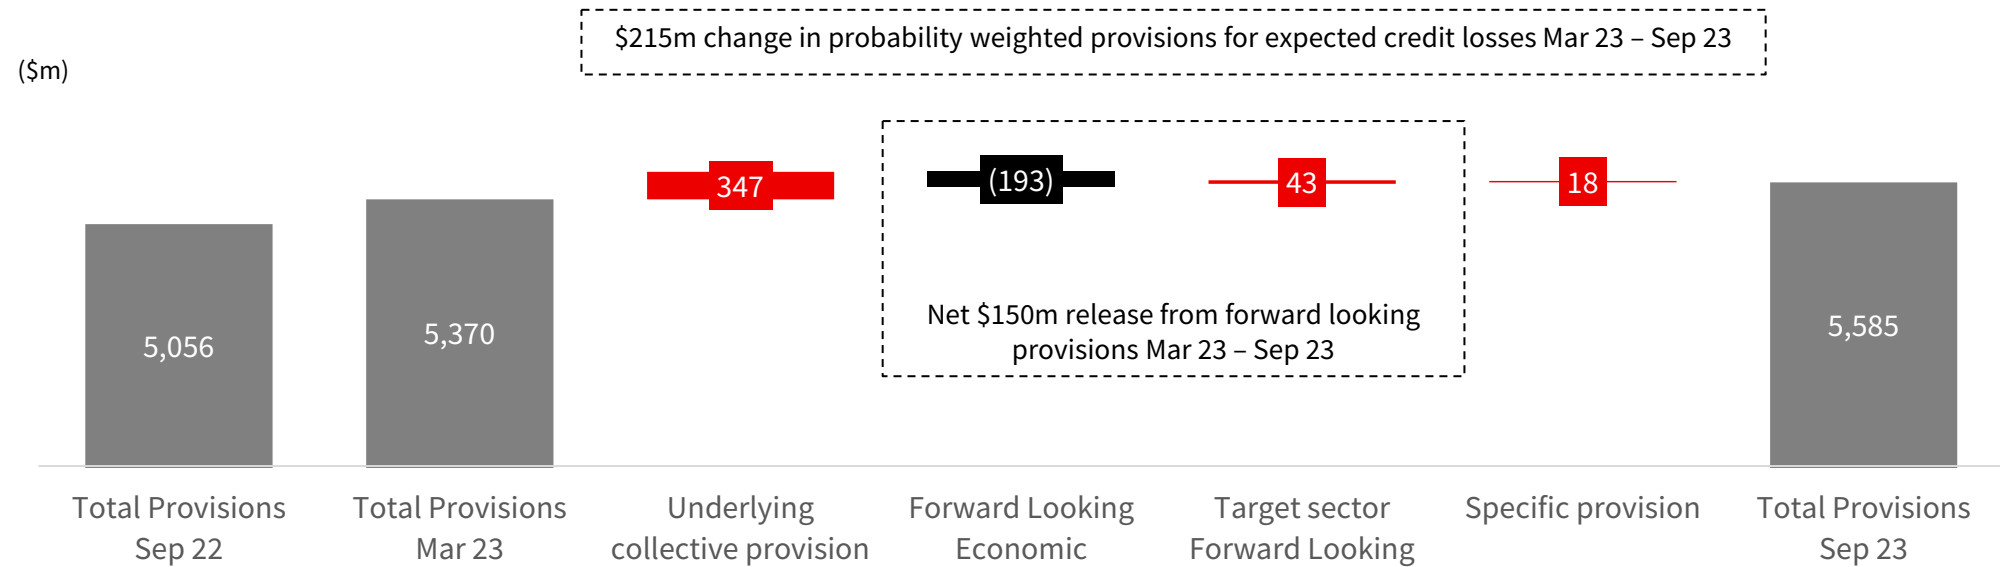 $215m change in probability weighted provisions for expected credit losses Mar 23 – Sep 23
($m)
347
(193)
43
18
Net $150m release from forward looking
provisions Mar 23 – Sep 23
5,056
5,370
5,585
Total Provisions
Sep 22
Total Provisions
Mar 23
Underlying
collective provision
Forward Looking
Economic
Target sector
Forward Looking
Specific provision
Total Provisions
Sep 23